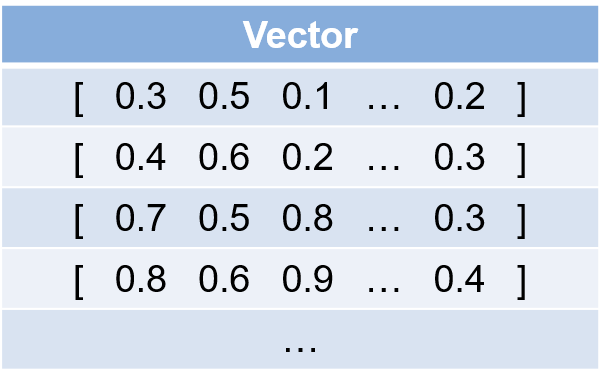 Vector
[ 0.3 0.5 0.1 … 0.2 ]
[ 0.4 0.6 0.2 … 0.3 ]
[ 0.7 0.5 0.8 … 0.3 ]
[ 0.8 0.6 0.9 … 0.4 ]
…